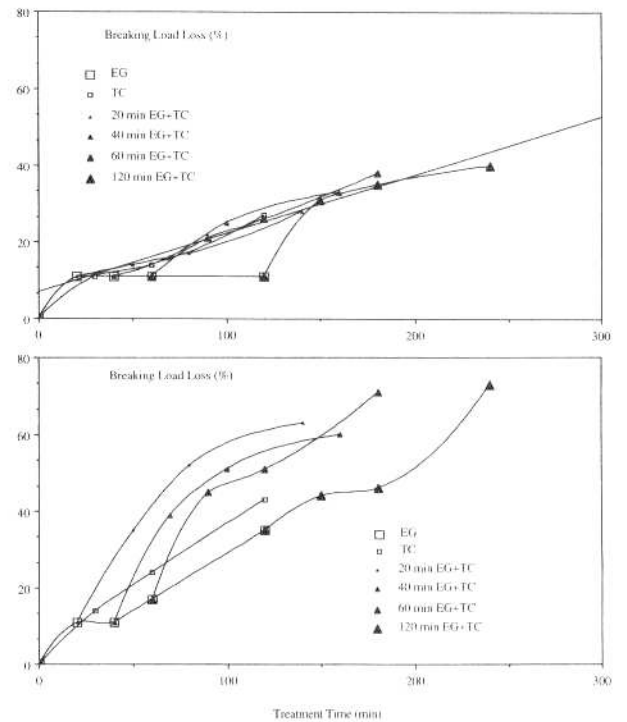 80
Breaking Load Loss (%)
EG
TC
60
20 min EG+TC
40 min EG+TC
60 min EG+TC
120 min EG+TC
40
20
0
0
100
200
300
80
Breaking Load Loss (%)
60
40
EG
TC
20 min EG+TC
20
40 min EG+TC
60 min EG+TC
120 min EG+TC
0
0
100
200
300
Treatment Time (min)